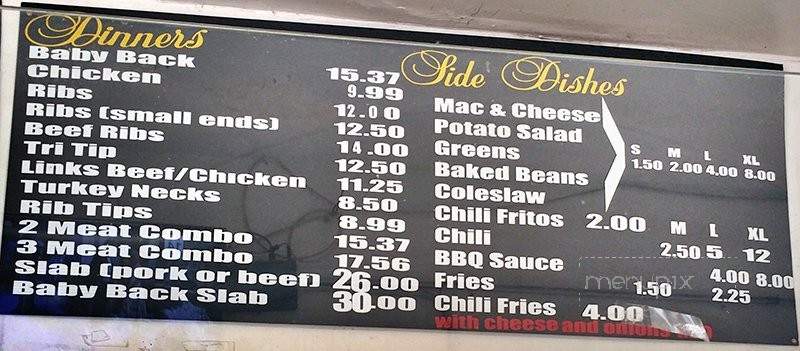 Dinners
Baby Back 15.37
Chicken 9.99
Ribs 12.00
Ribs (small ends) 12.50
Beef Ribs 14.00
Tri Tip 12.50
Links Beef/Chicken 11.25
Turkey Necks 8.50
Rib Tips 8.99
2 Meat Combo 15.37
3 Meat Combo 17.56
Slab (pork or beef) 26.00
Baby Back Slab 30.00
Side Dishes
Mac & Cheese
Potato Salad
Greens
Baked Beans
Coleslaw
S M L XL
1.50 2.00 4.00 8.00
Chili Fritos 2.00
M L XL
Chili 2.50 5 12
BBQ Sauce 4.00 8.00
Fries 1.50 2.25
Chili Fries 4.00
with cheese and onions
menupix